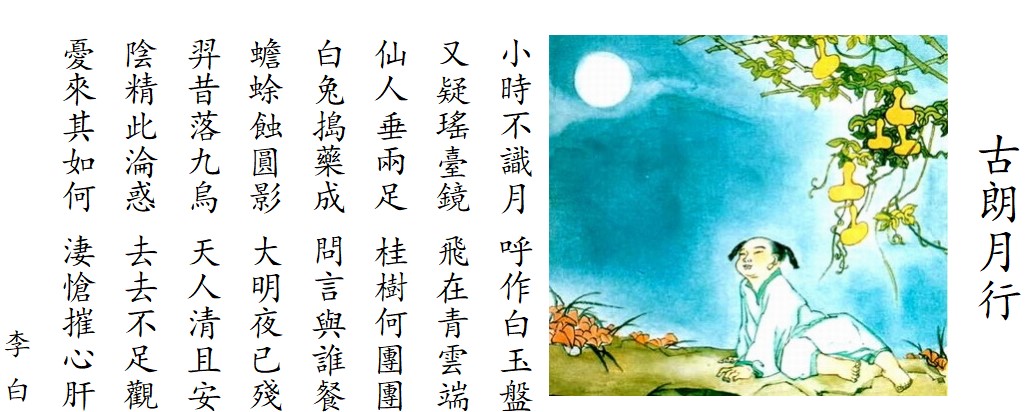 古朗月行
小時不識月 呼作白玉盤
又疑瑤臺鏡 飛在青雲端
仙人垂兩足 桂樹何團團
白兔搗藥成 問言與誰餐
蟾蜍蝕圓影 大明夜已殘
羿昔落九烏 天人清且安
陰精此淪惑 去去不足觀
憂來其如何 淒愴摧心肝
李白